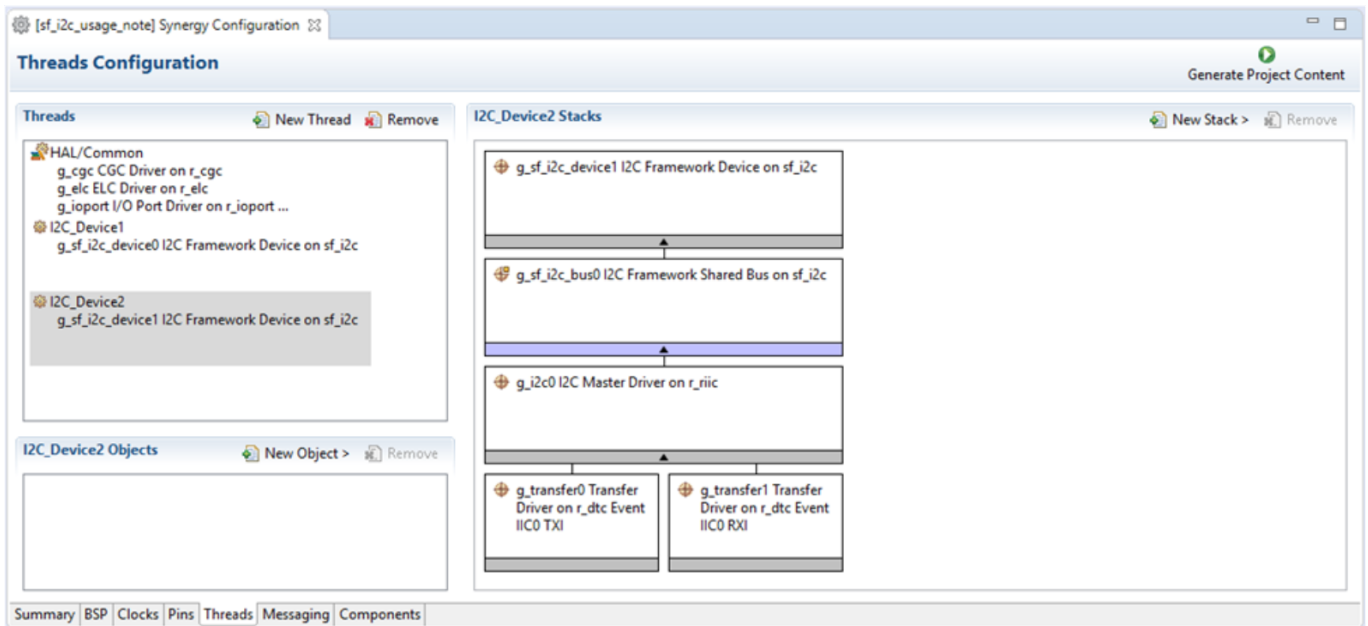 [sf_i2c_usage_note] Synergy Configuration
Threads Configuration
Generate Project Content
Threads
New Thread
Remove
HAL/Common
g_cgc CGC Driver on r_cgc
g_elc ELC Driver on r_elc
g_ioport I/O Port Driver on r_ioport ...
I2C_Device1
g_sf_i2c_device0 I2C Framework Device on sf_i2c
I2C_Device2
g_sf_i2c_device1 I2C Framework Device on sf_i2c
I2C_Device2 Objects
New Object >
Remove
I2C_Device2 Stacks
New Stack >
Remove
g_sf_i2c_device1 I2C Framework Device on sf_i2c
g_sf_i2c_bus0 I2C Framework Shared Bus on sf_i2c
g_i2c0 I2C Master Driver on r_riic
g_transfer0 Transfer
Driver on r_dtc Event
IIC0 TXI
g_transfer1 Transfer
Driver on r_dtc Event
IIC0 RXI
Summary BSP Clocks Pins Threads Messaging Components